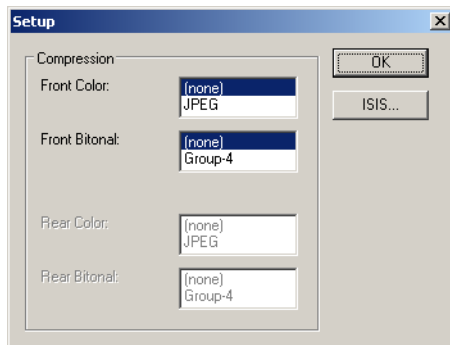 Setup
Compression
Front Color:
(none)
JPEG
Front Bitonal:
(none)
Group-4
Rear Color:
(none)
JPEG
Rear Bitonal:
(none)
Group-4
OK
ISIS...